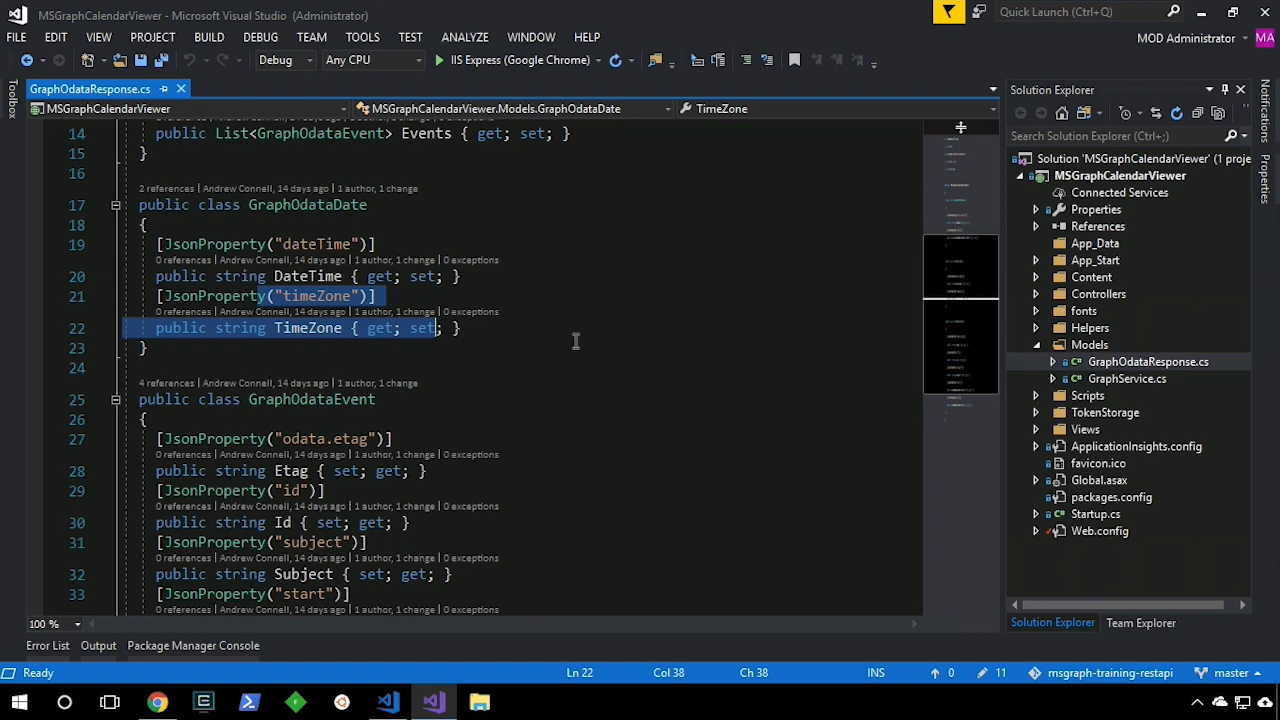 MSGraphCalendarViewer - Microsoft Visual Studio (Administrator)
Quick Launch (Ctrl+Q)
FILE EDIT VIEW PROJECT BUILD DEBUG TEAM TOOLS TEST ANALYZE WINDOW HELP
MOD Administrator MA
Debug Any CPU IIS Express (Google Chrome)
Toolbox
GraphOdataResponse.cs
MSGraphCalendarViewer MSGraphCalendarViewer.Models.GraphOdataDate TimeZone
14 public List<GraphOdataEvent> Events { get; set; }
15 }
16
2 references | Andrew Connell, 14 days ago | 1 author, 1 change
17 public class GraphOdataDate
18 {
19 [JsonProperty("dateTime")]
0 references | Andrew Connell, 14 days ago | 1 author, 1 change | 0 exceptions
20 public string DateTime { get; set; }
21 [JsonProperty("timeZone")]
0 references | Andrew Connell, 14 days ago | 1 author, 1 change | 0 exceptions
22 public string TimeZone { get; set; }
23 }
24
4 references | Andrew Connell, 14 days ago | 1 author, 1 change
25 public class GraphOdataEvent
26 {
27 [JsonProperty("odata.etag")]
0 references | Andrew Connell, 14 days ago | 1 author, 1 change | 0 exceptions
28 public string Etag { set; get; }
29 [JsonProperty("id")]
0 references | Andrew Connell, 14 days ago | 1 author, 1 change | 0 exceptions
30 public string Id { set; get; }
31 [JsonProperty("subject")]
0 references | Andrew Connell, 14 days ago | 1 author, 1 change | 0 exceptions
32 public string Subject { set; get; }
33 [JsonProperty("start")]
0 references | Andrew Connell, 14 days ago | 1 author, 1 change | 0 exceptions
100 %
Solution Explorer
Search Solution Explorer (Ctrl+;)
Solution 'MSGraphCalendarViewer' (1 proje
MSGraphCalendarViewer
Connected Services
Properties
References
App_Data
App_Start
Content
Controllers
fonts
Helpers
Models
GraphOdataResponse.cs
GraphService.cs
Scripts
TokenStorage
Views
ApplicationInsights.config
favicon.ico
Global.asax
packages.config
Startup.cs
Web.config
Solution Explorer Team Explorer
Notifications
Properties
Error List Output Package Manager Console
Ready Ln 22 Col 38 Ch 38 INS 0 11 msgraph-training-restapi master